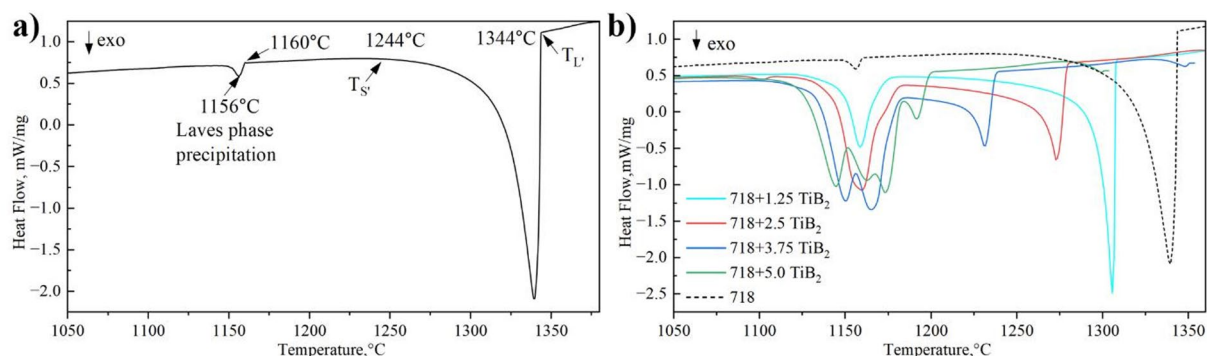 a)
exo
1160°C
1244°C
1344°C
T_L'
T_S'
1156°C
Laves phase
precipitation
Heat Flow, mW/mg
1.0
0.5
0.0
−0.5
−1.0
−1.5
−2.0
1050 1100 1150 1200 1250 1300 1350
Temperature,°C
b)
exo
Heat Flow,mW/mg
1.0
0.5
0.0
−0.5
−1.0
−1.5
−2.0
−2.5
718+1.25 TiB₂
718+2.5 TiB₂
718+3.75 TiB₂
718+5.0 TiB₂
718
1050 1100 1150 1200 1250 1300 1350
Temperature,°C